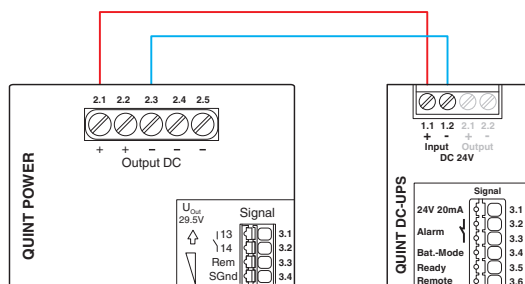 2.1 2.2 2.3 2.4 2.5
+ + – – –
Output DC
QUINT POWER
UOut
29.5V
Signal
13
14
Rem
SGnd
3.1
3.2
3.3
3.4
1.1 1.2 2.1 2.2
+ - + -
Input Output
DC 24V
QUINT DC-UPS
Signal
24V 20mA 3.1
3.2
Alarm
3.3
Bat.-Mode 3.4
Ready 3.5
Remote 3.6